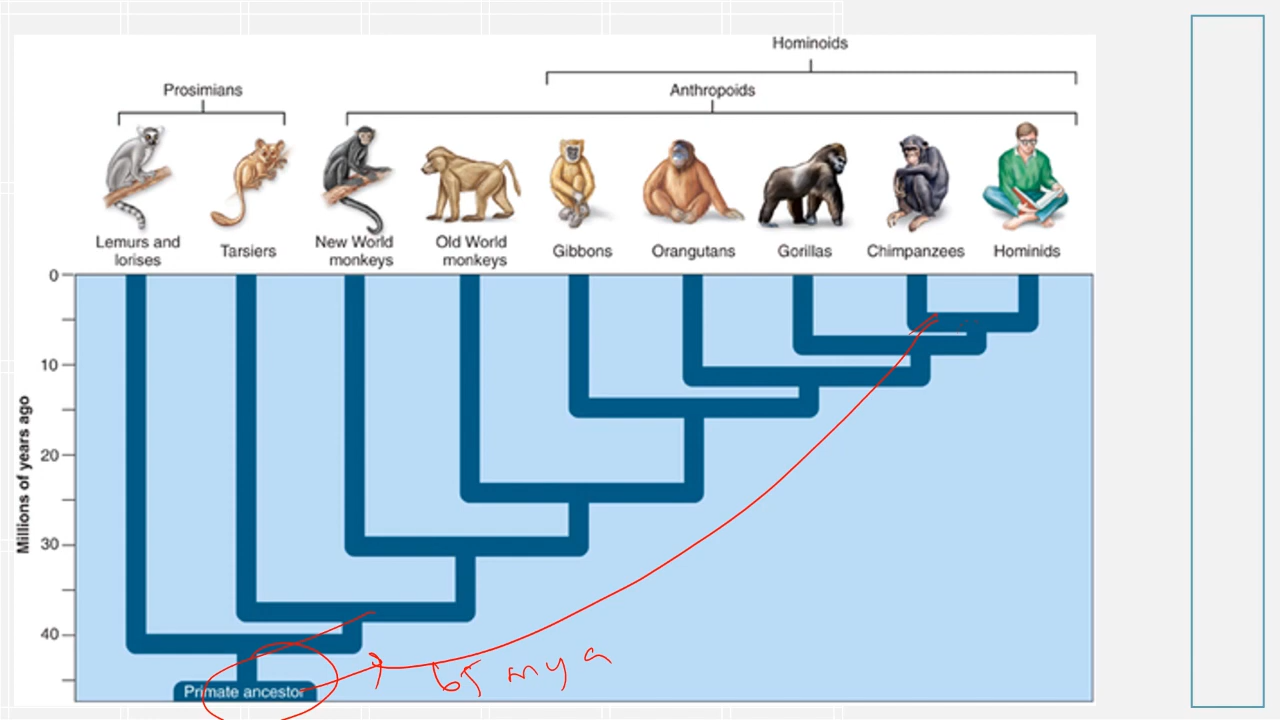 Hominoids
Prosimians
Anthropoids
Lemurs and
lorises
Tarsiers
New World
monkeys
Old World
monkeys
Gibbons
Orangutans
Gorillas
Chimpanzees
Hominids
0
10
20
30
40
Millions of years ago
Primate ancestor
65 mya